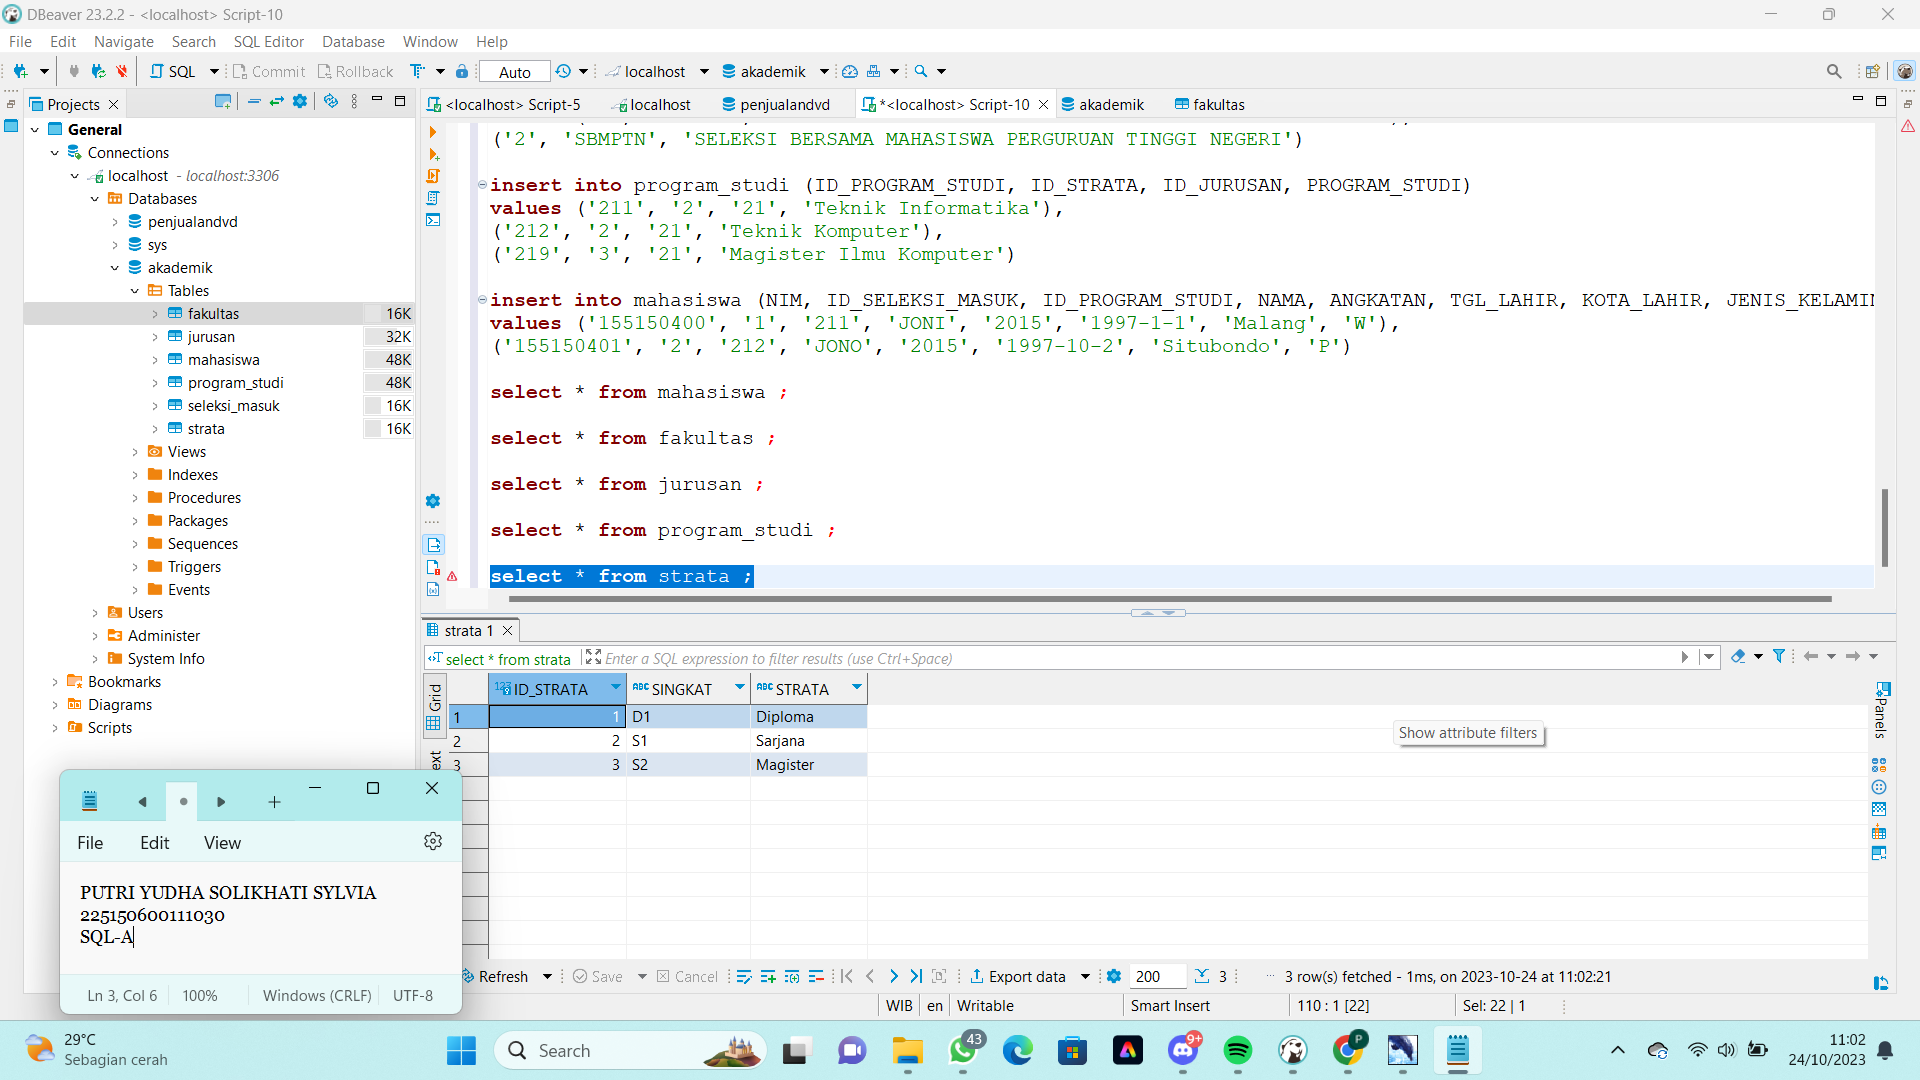 DBeaver 23.2.2 - <localhost> Script-10
File Edit Navigate Search SQL Editor Database Window Help
SQL Commit Rollback Auto localhost akademik
Projects
<localhost> Script-5 localhost penjualandvd *<localhost> Script-10 akademik fakultas
General
Connections
localhost - localhost:3306
Databases
penjualandvd
sys
akademik
Tables
fakultas 16K
jurusan 32K
mahasiswa 48K
program_studi 48K
seleksi_masuk 16K
strata 16K
Views
Indexes
Procedures
Packages
Sequences
Triggers
Events
Users
Administer
System Info
Bookmarks
Diagrams
Scripts
('2', 'SBMPTN', 'SELEKSI BERSAMA MAHASISWA PERGURUAN TINGGI NEGERI')
insert into program_studi (ID_PROGRAM_STUDI, ID_STRATA, ID_JURUSAN, PROGRAM_STUDI)
values ('211', '2', '21', 'Teknik Informatika'),
('212', '2', '21', 'Teknik Komputer'),
('219', '3', '21', 'Magister Ilmu Komputer')
insert into mahasiswa (NIM, ID_SELEKSI_MASUK, ID_PROGRAM_STUDI, NAMA, ANGKATAN, TGL_LAHIR, KOTA_LAHIR, JENIS_KELAMIN
values ('155150400', '1', '211', 'JONI', '2015', '1997-1-1', 'Malang', 'W'),
('155150401', '2', '212', 'JONO', '2015', '1997-10-2', 'Situbondo', 'P')
select * from mahasiswa ;
select * from fakultas ;
select * from jurusan ;
select * from program_studi ;
select * from strata ;
strata 1
select * from strata Enter a SQL expression to filter results (use Ctrl+Space)
Grid
ID_STRATA SINGKAT STRATA
1 1 D1 Diploma
2 2 S1 Sarjana
3 3 S2 Magister
Show attribute filters
Panels
File Edit View
PUTRI YUDHA SOLIKHATI SYLVIA
225150600111030
SQL-A
Ln 3, Col 6 100% Windows (CRLF) UTF-8
Refresh Save Cancel Export data 200 3 3 row(s) fetched - 1ms, on 2023-10-24 at 11:02:21
WIB en Writable Smart Insert 110 : 1 [22] Sel: 22 | 1
29°C
Sebagian cerah
Search
43
9+
P
11:02
24/10/2023